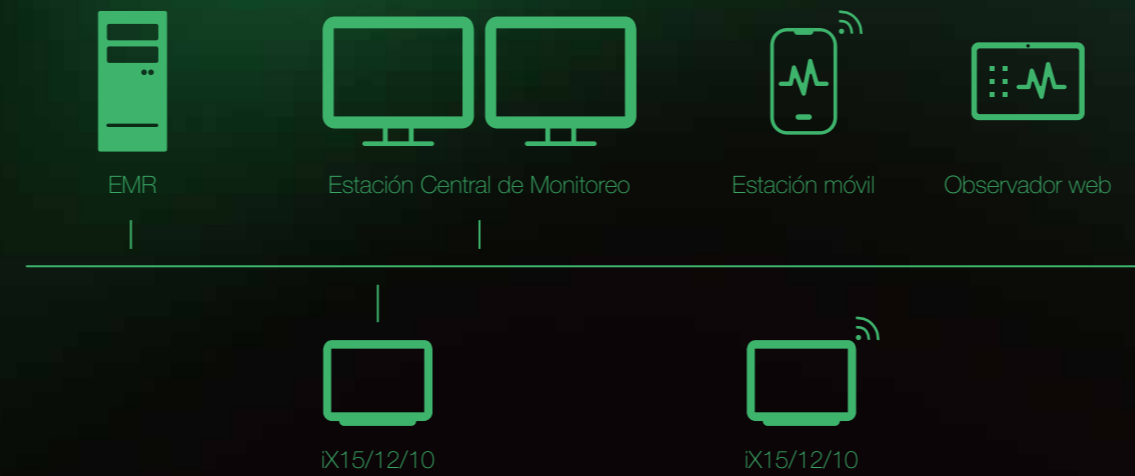 EMR
Estación Central de Monitoreo
Estación móvil
Observador web
iX15/12/10
iX15/12/10